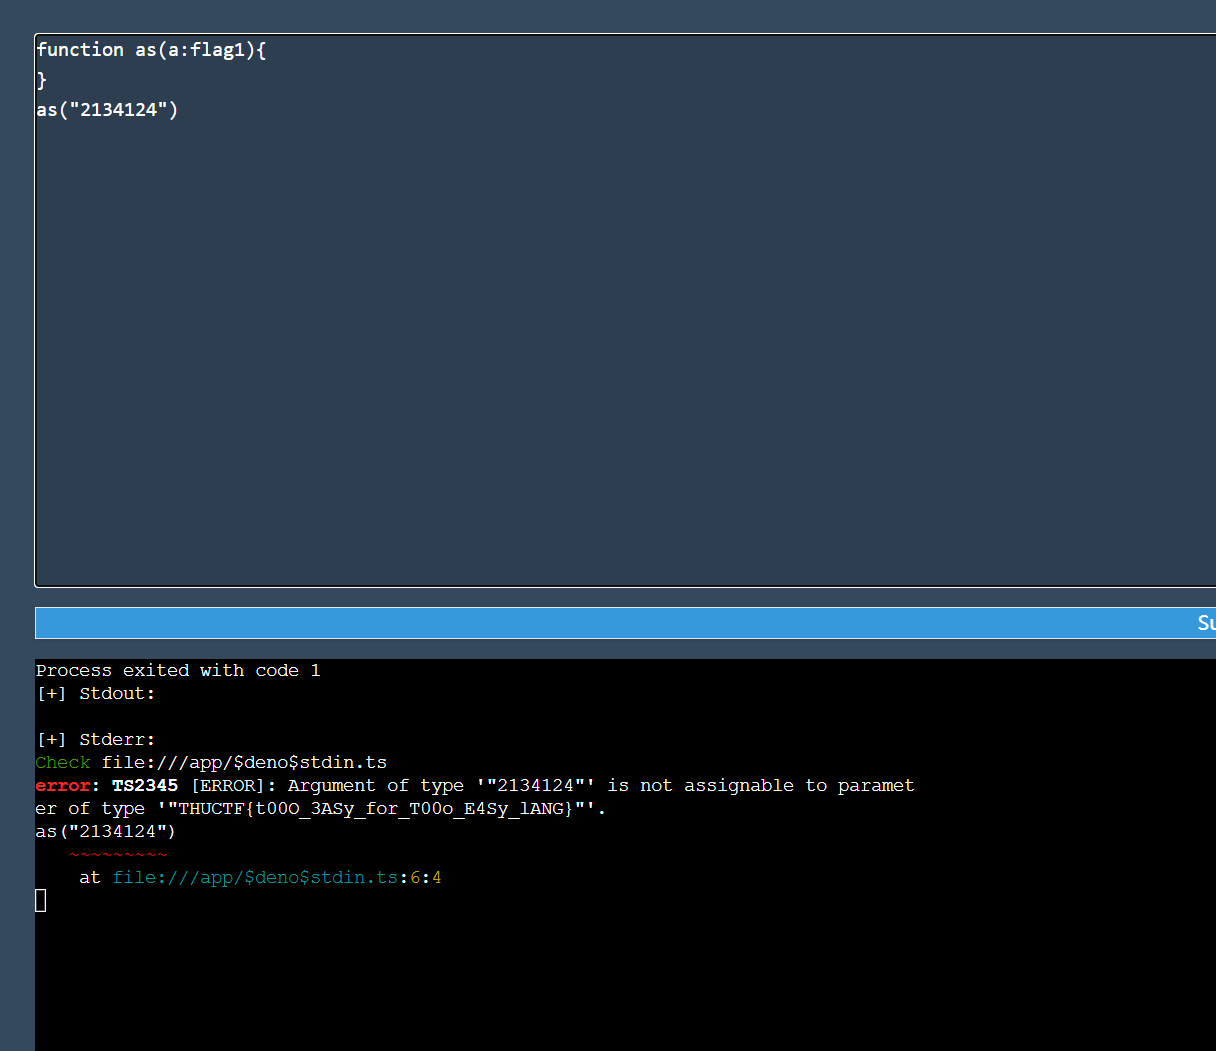 function as(a:flag1){
}
as("2134124")
Su
Process exited with code 1
[+] Stdout:
[+] Stderr:
Check file:///app/$deno$stdin.ts
error: TS2345 [ERROR]: Argument of type '"2134124"' is not assignable to paramet
er of type '"THUCTF{t00O_3ASy_for_T00o_E4Sy_lANG}"'.
as("2134124")
~~~~~~~~~
at file:///app/$deno$stdin.ts:6:4